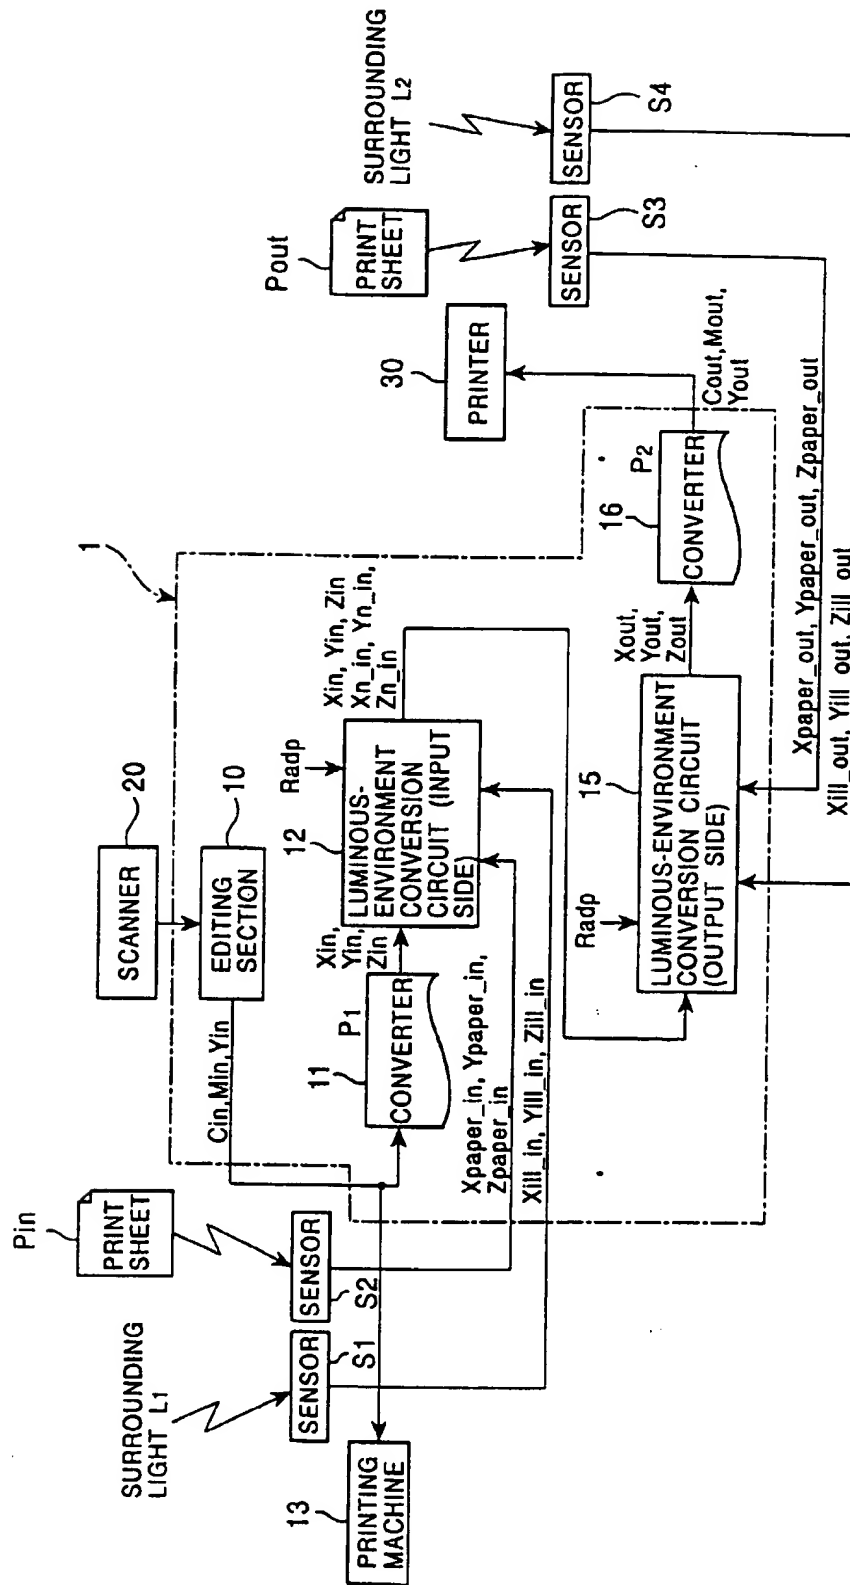 SURROUNDING
LIGHT L1
Pin
PRINT
SHEET
SENSOR
S1
SENSOR
S2
13
PRINTING
MACHINE
20
SCANNER
10
EDITING
SECTION
Cin,Min,Yin
1
11
P1
CONVERTER
Xin,
Yin,
Zin
12
Radp
LUMINOUS-
ENVIRONMENT
CONVERSION
CIRCUIT (INPUT
SIDE)
Xin, Yin, Zin
Xn_in, Yn_in,
Zn_in
Xpaper_in, Ypaper_in,
Zpaper_in
Xill_in, Yill_in, Zill_in
Radp
15
LUMINOUS-ENVIRONMENT
CONVERSION CIRCUIT
(OUTPUT SIDE)
Xout,
Yout,
Zout
16
P2
CONVERTER
Cout,Mout,
Yout
30
PRINTER
Pout
PRINT
SHEET
SURROUNDING
LIGHT L2
SENSOR
S3
SENSOR
S4
Xpaper_out, Ypaper_out, Zpaper_out
Xill_out, Yill_out, Zill_out